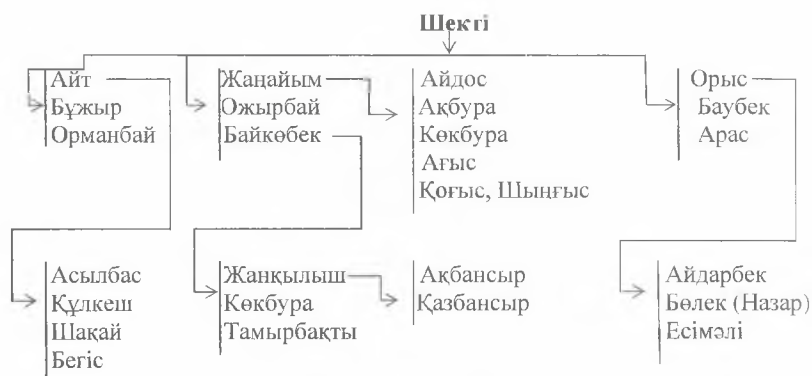 Шекті
Айт
Бұжыр
Орманбай
Жаңайым
Ожырбай
Байкөбек
Айдос
Ақбура
Көкбура
Ағыс
Қоғыс, Шыңғыс
Орыс
Баубек
Арас
Асылбас
Құлкеш
Шақай
Бегіс
Жанқылыш
Көкбура
Тамырбақты
Ақбансыр
Қазбансыр
Айдарбек
Бөлек (Назар)
Есімәлі